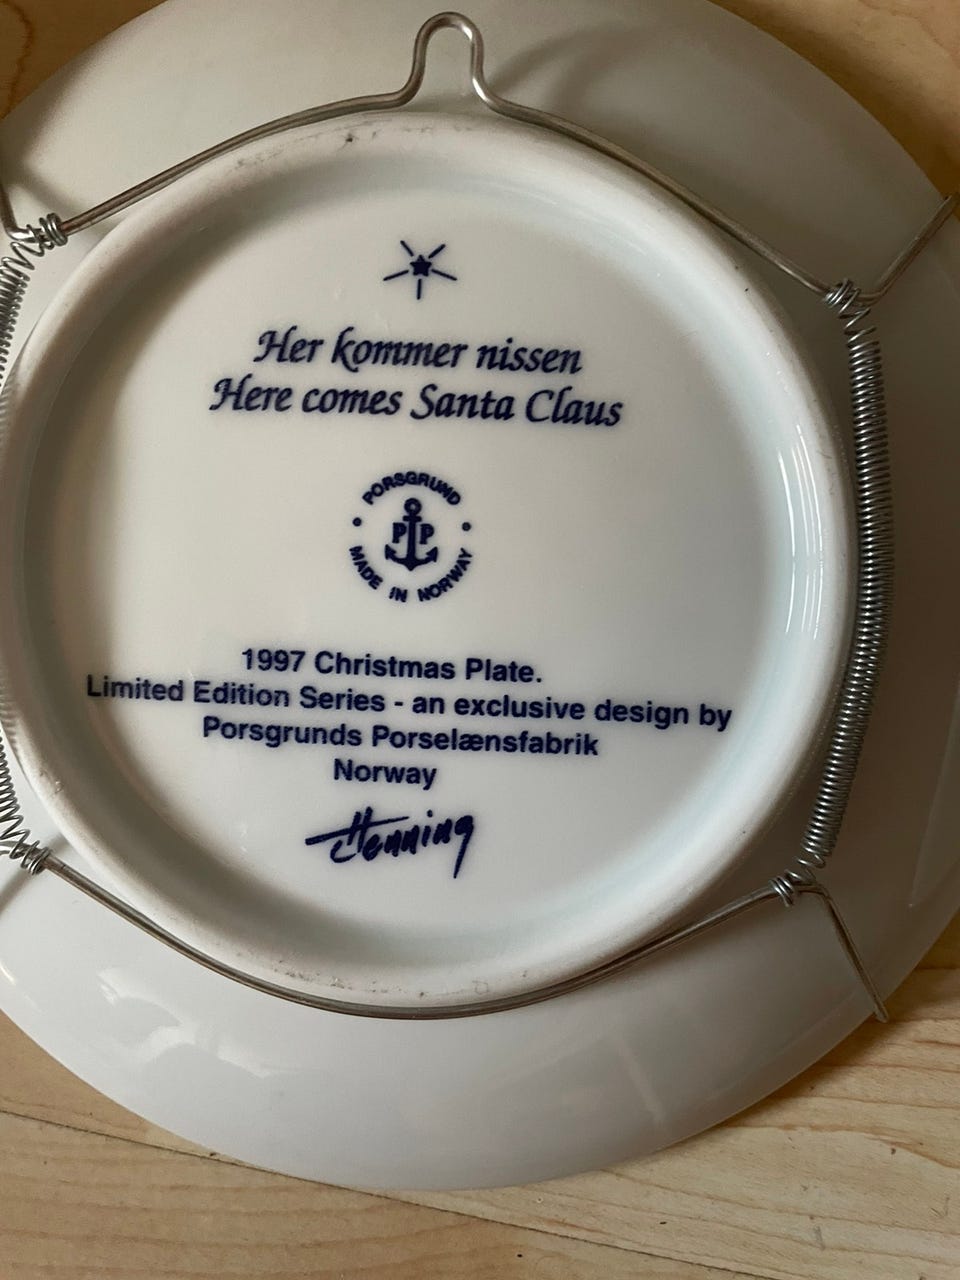 Her kommer nissen
Here comes Santa Claus
PORSGRUND
P P
MADE IN NORWAY
1997 Christmas Plate.
Limited Edition Series - an exclusive design by
Porsgrunds Porselænsfabrik
Norway
Henning